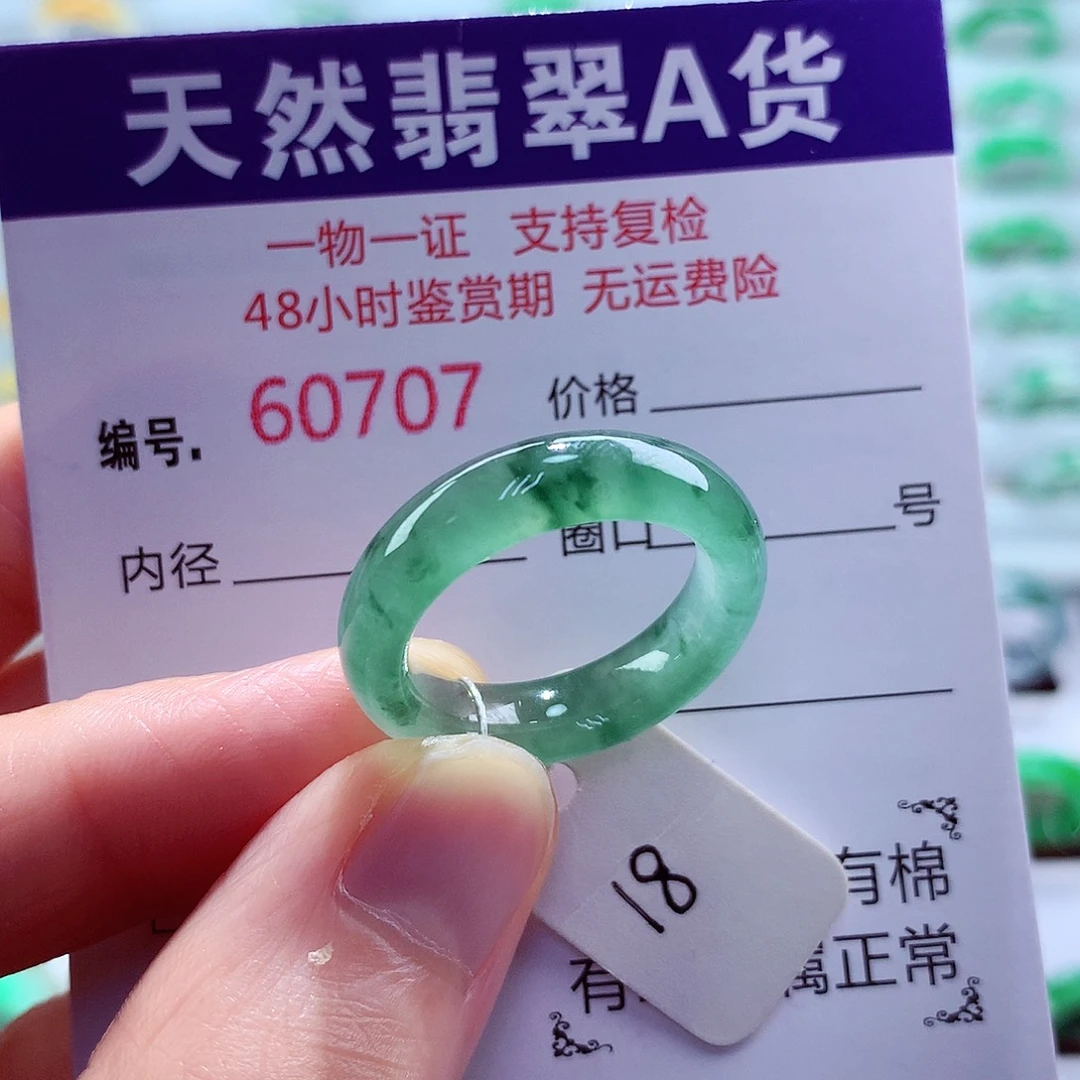 天然翡翠A货
一物一证 支持复检
48小时鉴赏期 无运费险
编号. 60707 价格
内径 圈口 号
18
有棉
有 属正常